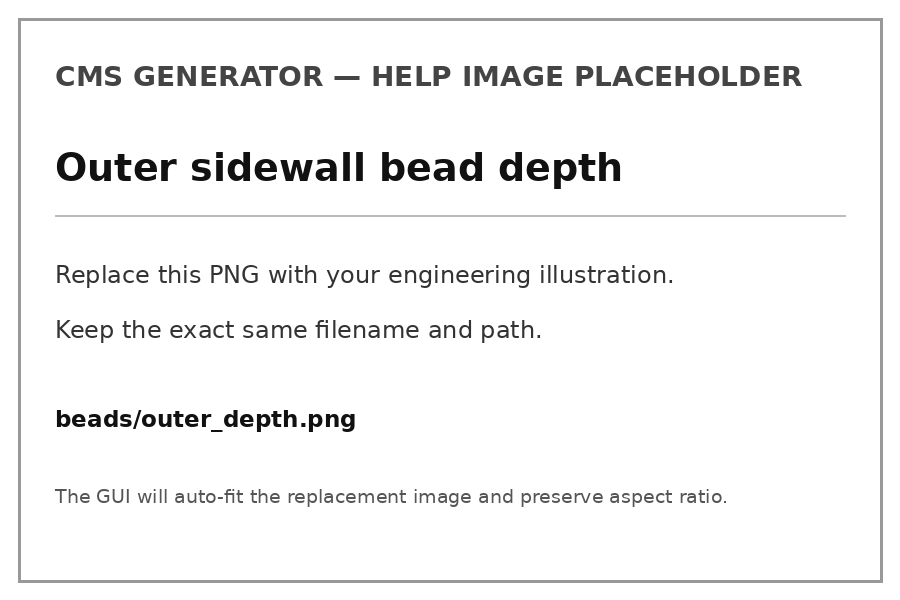 CMS GENERATOR — HELP IMAGE PLACEHOLDER
Outer sidewall bead depth
Replace this PNG with your engineering illustration.
Keep the exact same filename and path.
beads/outer_depth.png
The GUI will auto-fit the replacement image and preserve aspect ratio.